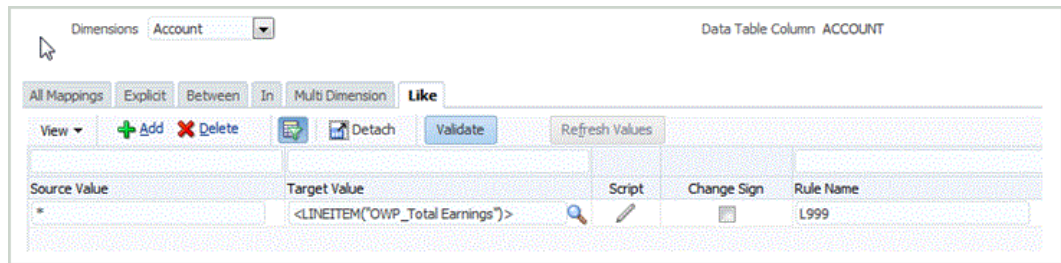 Dimensions Account Data Table Column ACCOUNT
All Mappings Explicit Between In Multi Dimension Like
View Add Delete Detach Validate Refresh Values
Source Value Target Value Script Change Sign Rule Name
* <LINEITEM("OWP_Total Earnings")> L999